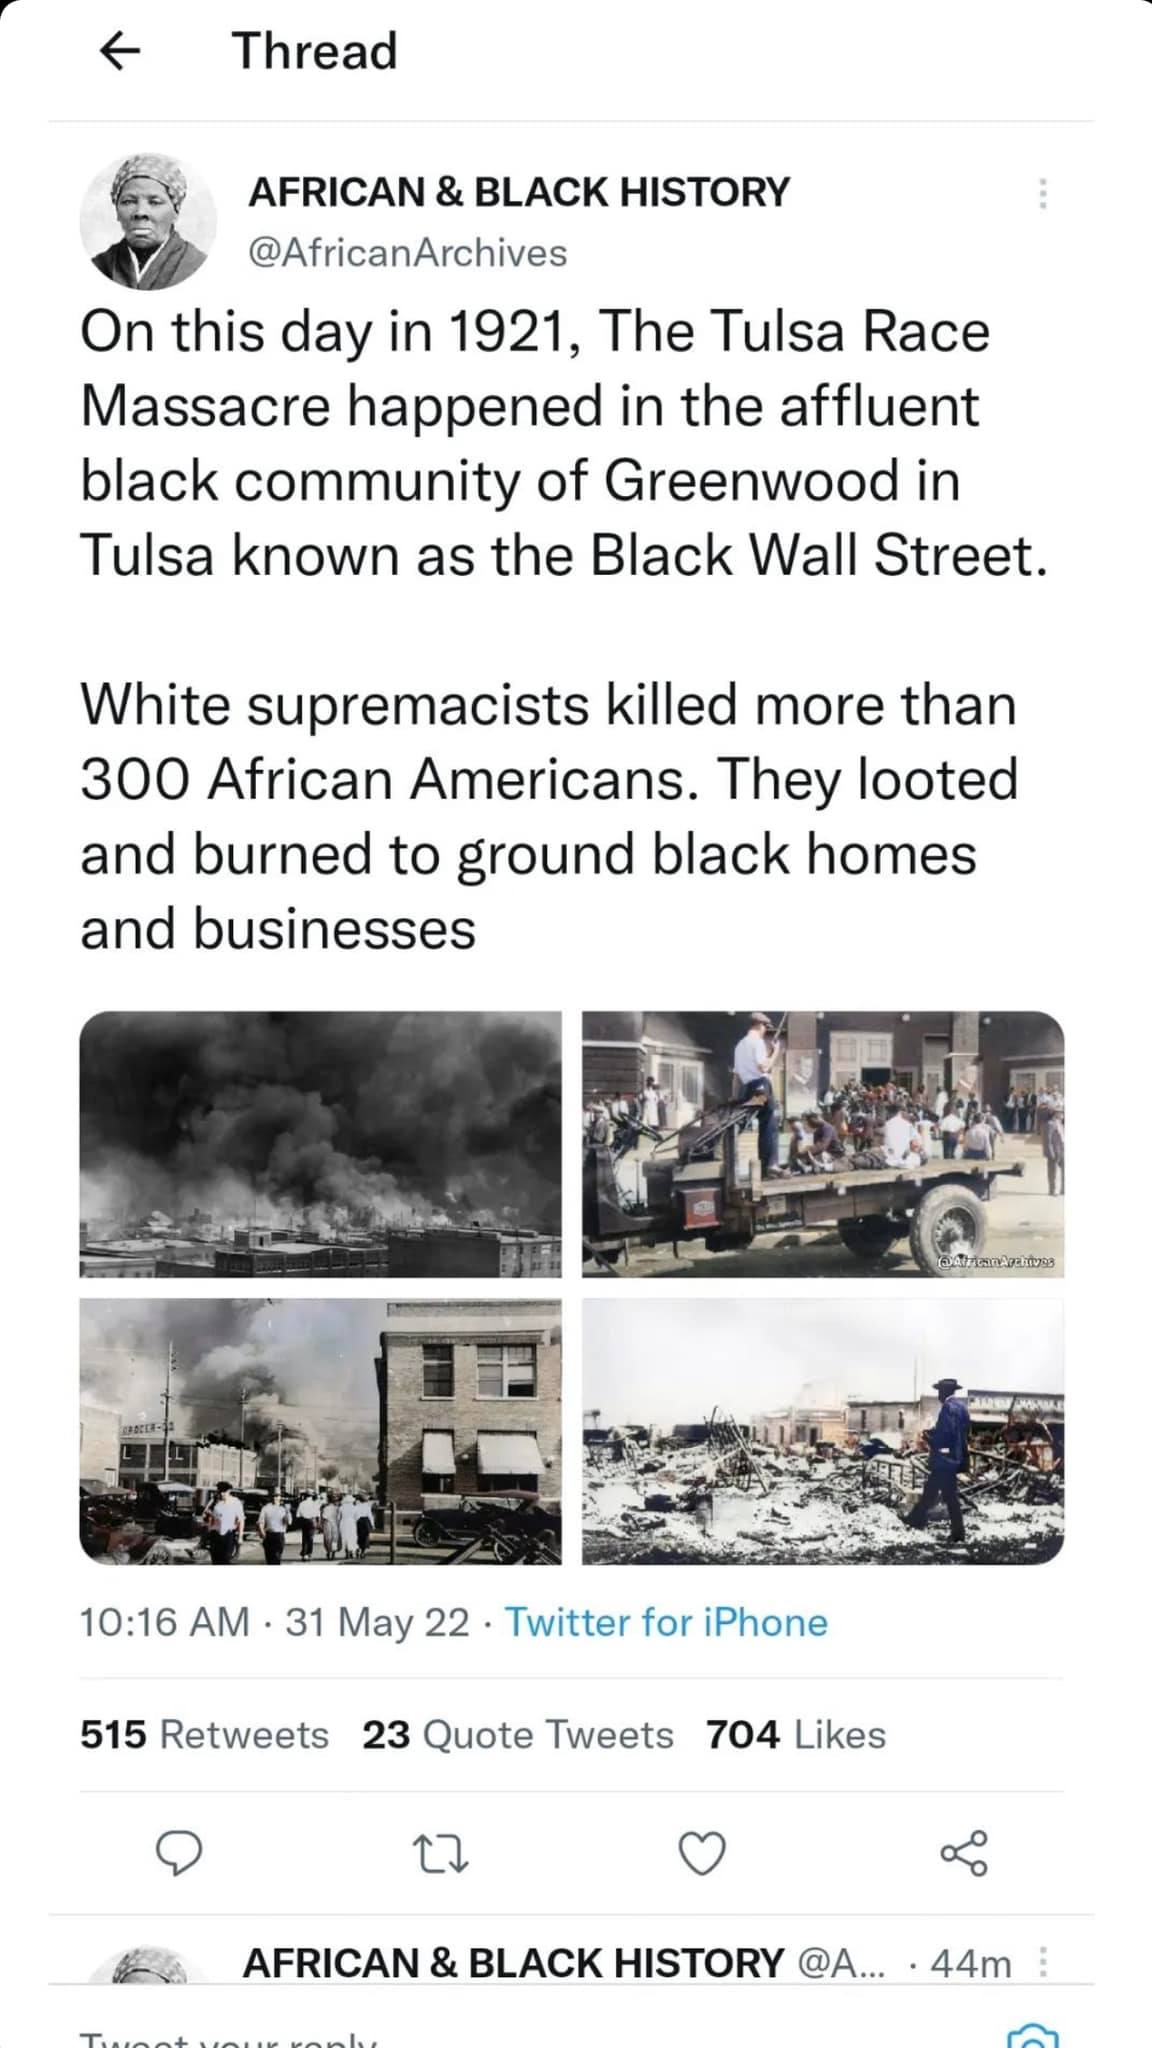 Thread
AFRICAN & BLACK HISTORY
@AfricanArchives
On this day in 1921, The Tulsa Race
Massacre happened in the affluent
black community of Greenwood in
Tulsa known as the Black Wall Street.
White supremacists killed more than
300 African Americans. They looted
and burned to ground black homes
and businesses
@AfricanArchives
10:16 AM · 31 May 22 · Twitter for iPhone
515 Retweets 23 Quote Tweets 704 Likes
AFRICAN & BLACK HISTORY @A... · 44m
Tweet your reply